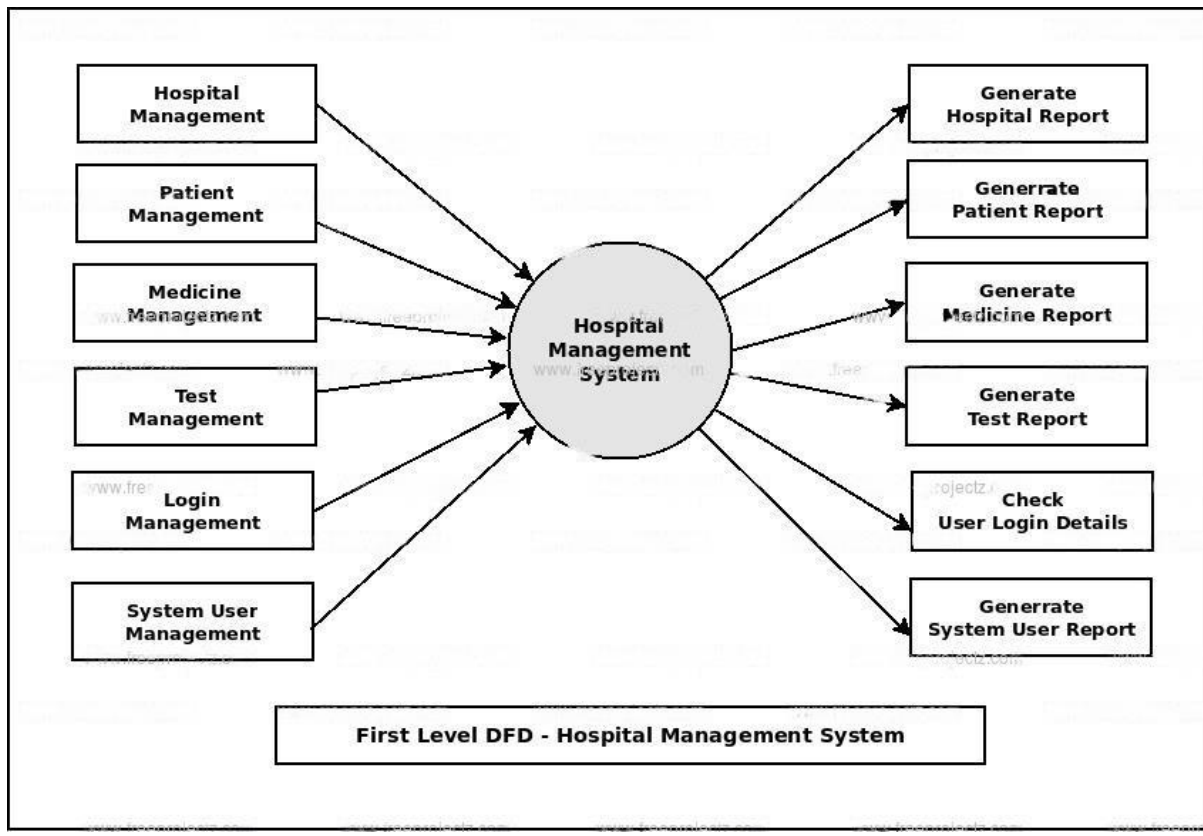 Hospital
Management
Patient
Management
Medicine
Management
Test
Management
Login
Management
System User
Management
Hospital
Management
System
Generate
Hospital Report
Generrate
Patient Report
Generate
Medicine Report
Generate
Test Report
Check
User Login Details
Generrate
System User Report
First Level DFD - Hospital Management System